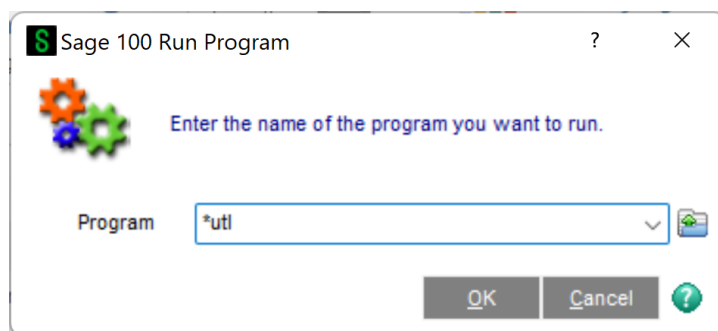 Sage 100 Run Program
Enter the name of the program you want to run.
Program *utl
OK Cancel